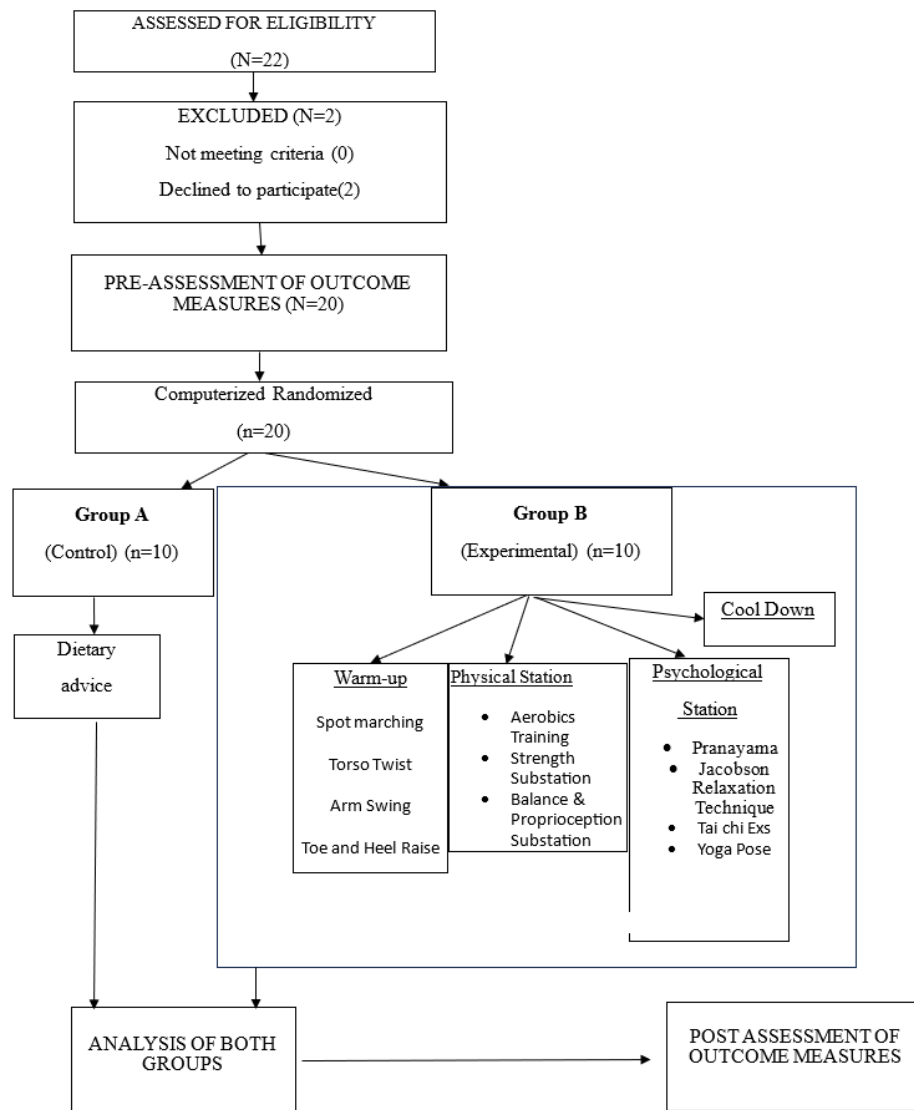 ASSESSED FOR ELIGIBILITY
(N=22)
EXCLUDED (N=2)
Not meeting criteria (0)
Declined to participate(2)
PRE-ASSESSMENT OF OUTCOME
MEASURES (N=20)
Computerized Randomized
(n=20)
Group A
(Control) (n=10)
Group B
(Experimental) (n=10)
Cool Down
Dietary
advice
Warm-up
Spot marching
Torso Twist
Arm Swing
Toe and Heel Raise
Physical Station
• Aerobics
Training
• Strength
Substation
• Balance &
Proprioception
Substation
Psychological
Station
• Pranayama
• Jacobson
Relaxation
Technique
• Tai chi Exs
• Yoga Pose
ANALYSIS OF BOTH
GROUPS
POST ASSESSMENT OF
OUTCOME MEASURES